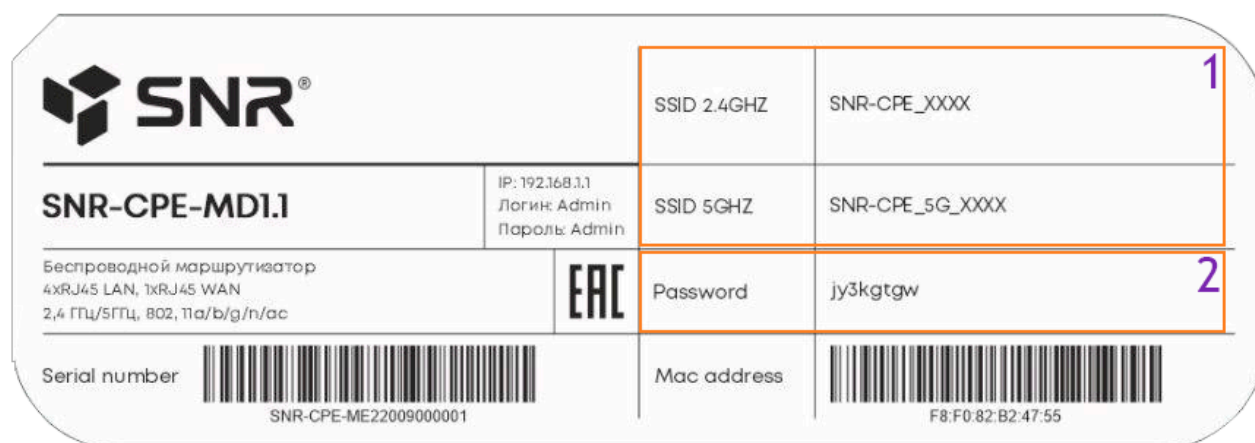 SNR®
SNR-CPE-MD1.1
IP: 192.168.1.1
Логин: Admin
Пароль: Admin
Беспроводной маршрутизатор
4xRJ45 LAN, 1xRJ45 WAN
2,4 ГГц/5ГГц, 802, 11a/b/g/n/ac
EAC
Serial number
SNR-CPE-ME22009000001
SSID 2.4GHZ SNR-CPE_XXXX
1
SSID 5GHZ SNR-CPE_5G_XXXX
Password jy3kgtgw
2
Mac address
F8:F0:82:B2:47:55